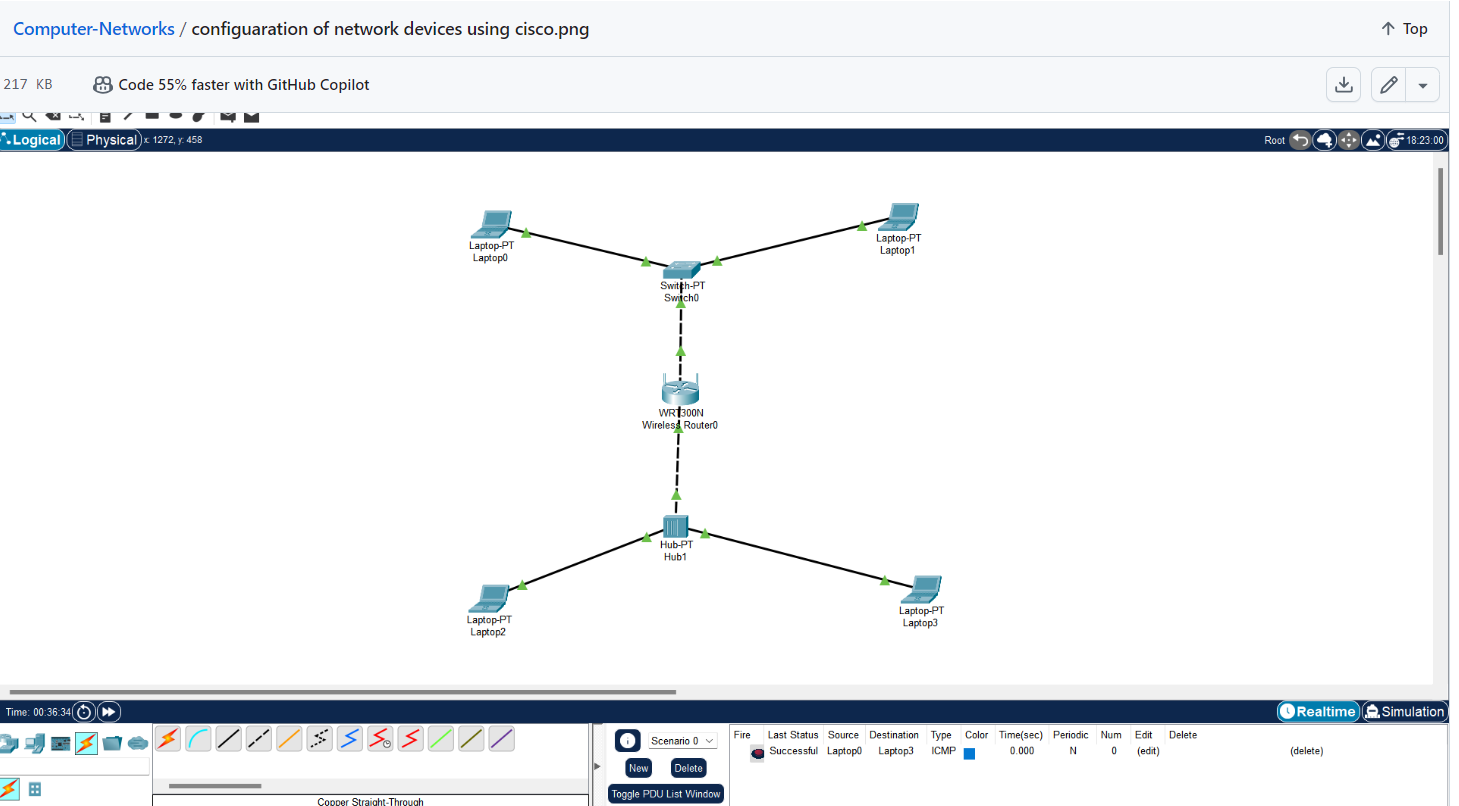 Computer-Networks / configuaration of network devices using cisco.png
Top
217 KB
Code 55% faster with GitHub Copilot
Logical
Physical
x: 1272, y: 458
Root
18:23:00
Laptop-PT
Laptop0
Laptop-PT
Laptop1
Switch-PT
Switch0
WRT300N
Wireless Router0
Hub-PT
Hub1
Laptop-PT
Laptop2
Laptop-PT
Laptop3
Time: 00:36:34
Realtime
Simulation
Scenario 0
New
Delete
Toggle PDU List Window
Fire Last Status Source Destination Type Color Time(sec) Periodic Num Edit Delete
Successful Laptop0 Laptop3 ICMP 0.000 N 0 (edit) (delete)
Copper Straight-Through